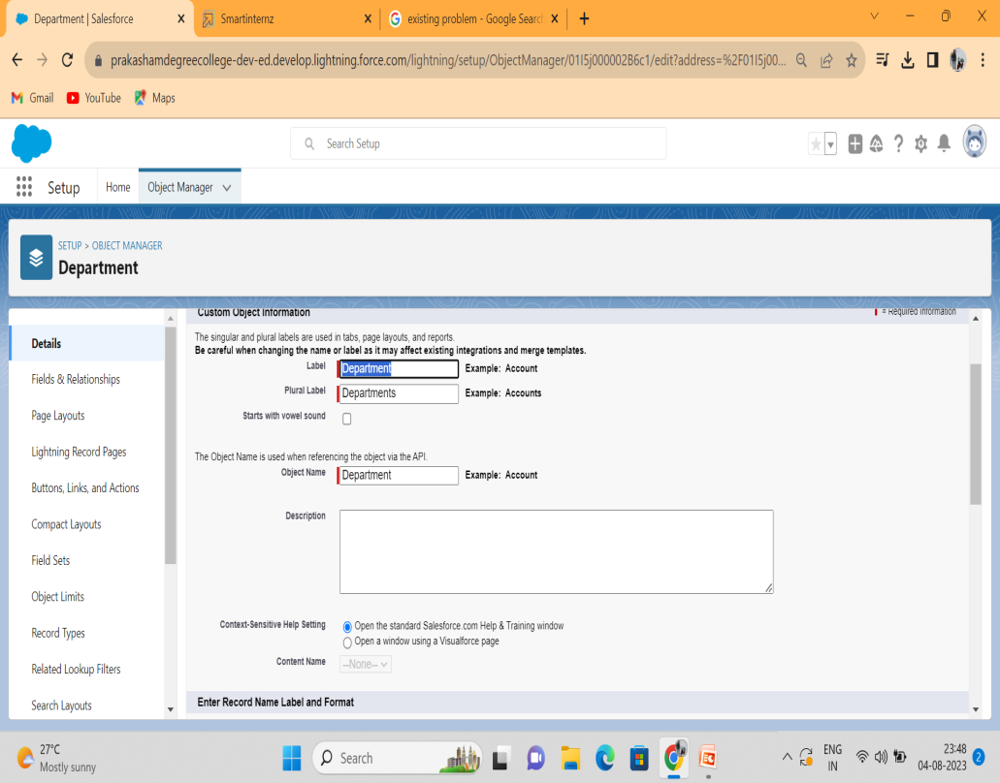 Department | Salesforce
Smartinternz
existing problem - Google Searc
prakashamdegreecollege-dev-ed.develop.lightning.force.com/lightning/setup/ObjectManager/01I5j000002B6c1/edit?address=%2F01I5j00...
Gmail
YouTube
Maps
Search Setup
Setup
Home
Object Manager
SETUP > OBJECT MANAGER
Department
Details
Fields & Relationships
Page Layouts
Lightning Record Pages
Buttons, Links, and Actions
Compact Layouts
Field Sets
Object Limits
Record Types
Related Lookup Filters
Search Layouts
Custom Object Information
= Required Information
The singular and plural labels are used in tabs, page layouts, and reports.
Be careful when changing the name or label as it may affect existing integrations and merge templates.
Label Department Example: Account
Plural Label Departments Example: Accounts
Starts with vowel sound
The Object Name is used when referencing the object via the API.
Object Name Department Example: Account
Description
Context-Sensitive Help Setting Open the standard Salesforce.com Help & Training window
Open a window using a Visualforce page
Content Name --None--
Enter Record Name Label and Format
27°C
Mostly sunny
Search
ENG
IN
23:48
04-08-2023
2